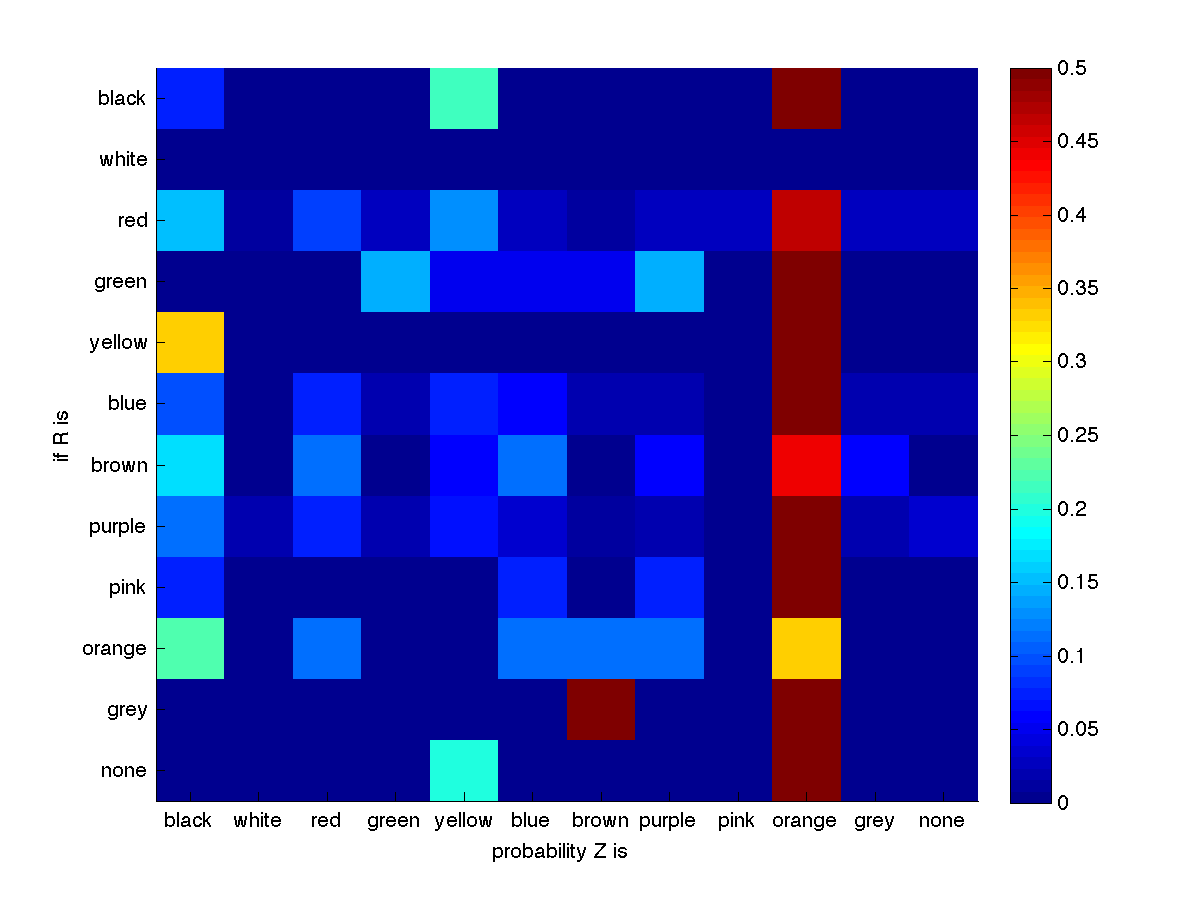 black
white
red
green
yellow
blue
brown
purple
pink
orange
grey
none
if R is
black white red green yellow blue brown purple pink orange grey none
probability Z is
0.5
0.45
0.4
0.35
0.3
0.25
0.2
0.15
0.1
0.05
0